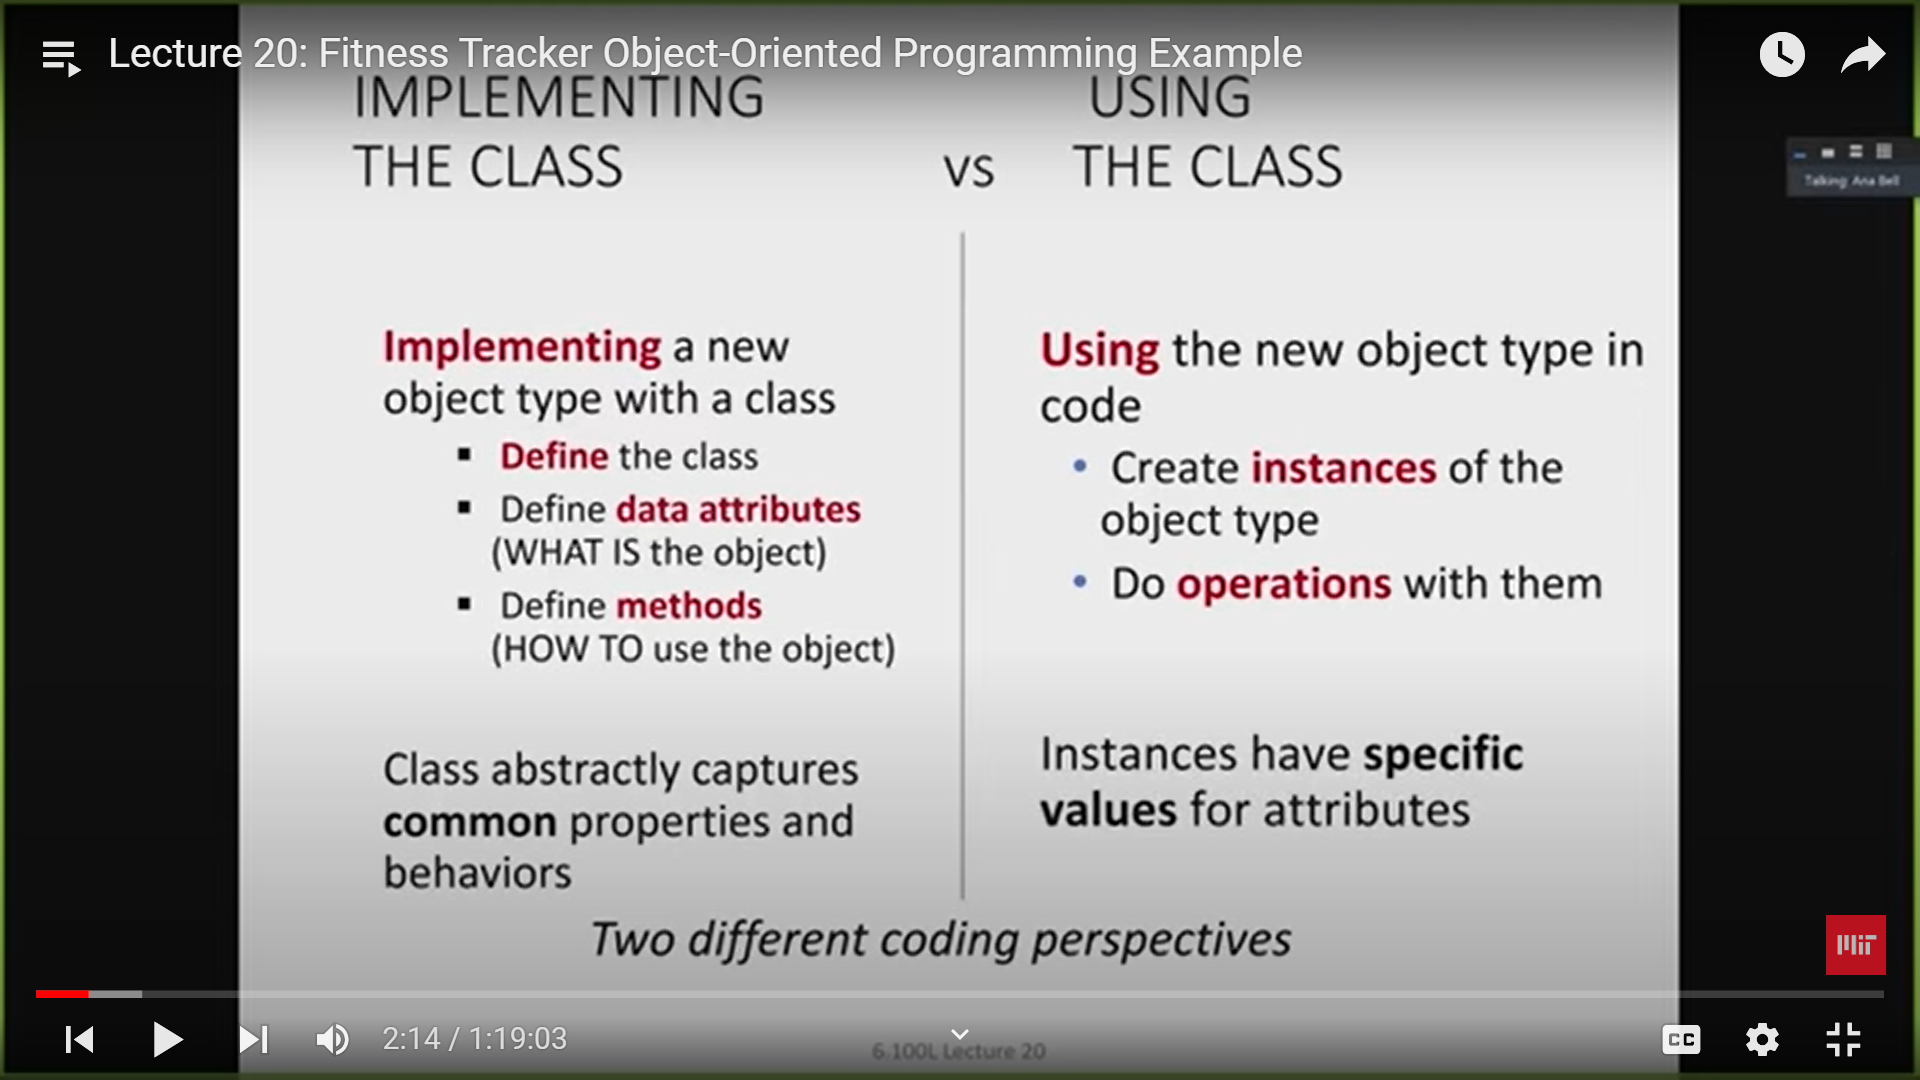 Lecture 20: Fitness Tracker Object-Oriented Programming Example
IMPLEMENTING
THE CLASS
vs
USING
THE CLASS
Talking: Ana Bell
Implementing a new
object type with a class
▪ Define the class
▪ Define data attributes
(WHAT IS the object)
▪ Define methods
(HOW TO use the object)
Class abstractly captures
common properties and
behaviors
Using the new object type in
code
• Create instances of the
object type
• Do operations with them
Instances have specific
values for attributes
Two different coding perspectives
MIT
2:14 / 1:19:03
6.100L Lecture 20
CC